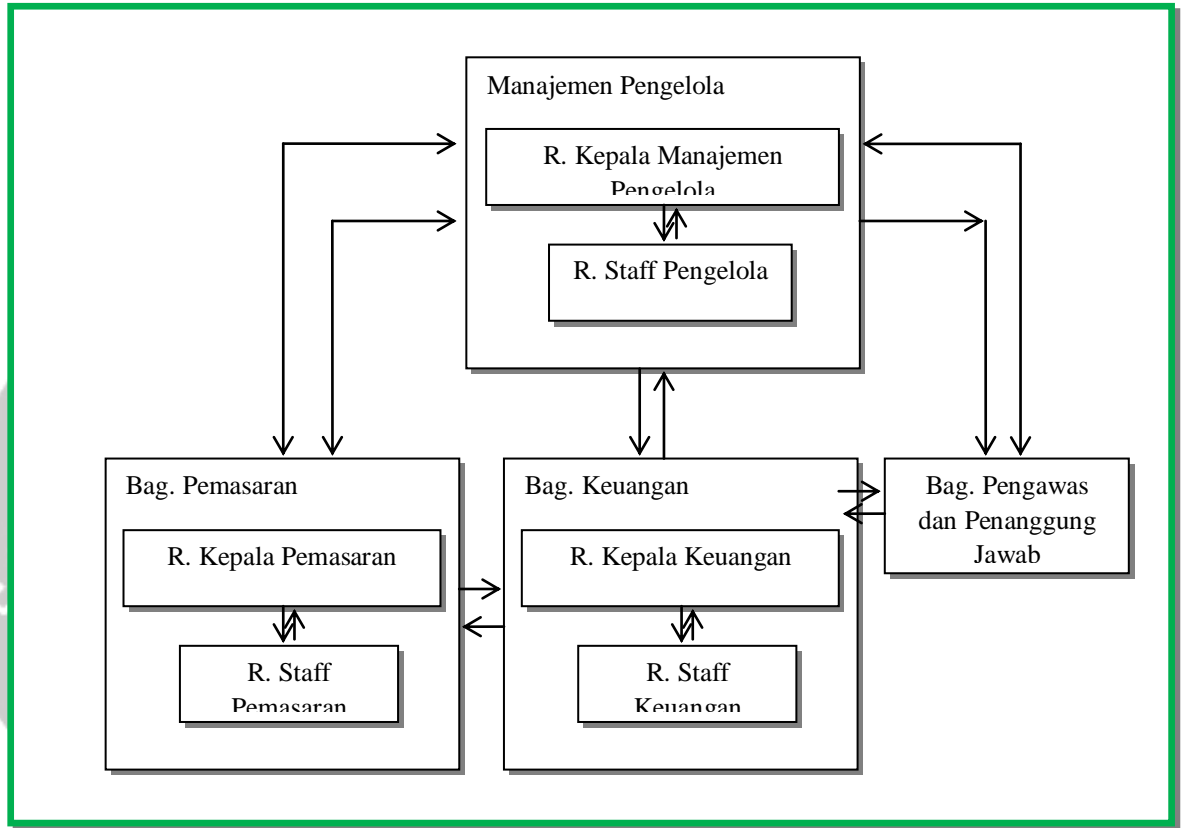 Manajemen Pengelola
R. Kepala Manajemen
Pengelola
R. Staff Pengelola
Bag. Pemasaran
R. Kepala Pemasaran
R. Staff
Pemasaran
Bag. Keuangan
R. Kepala Keuangan
R. Staff
Keuangan
Bag. Pengawas
dan Penanggung
Jawab